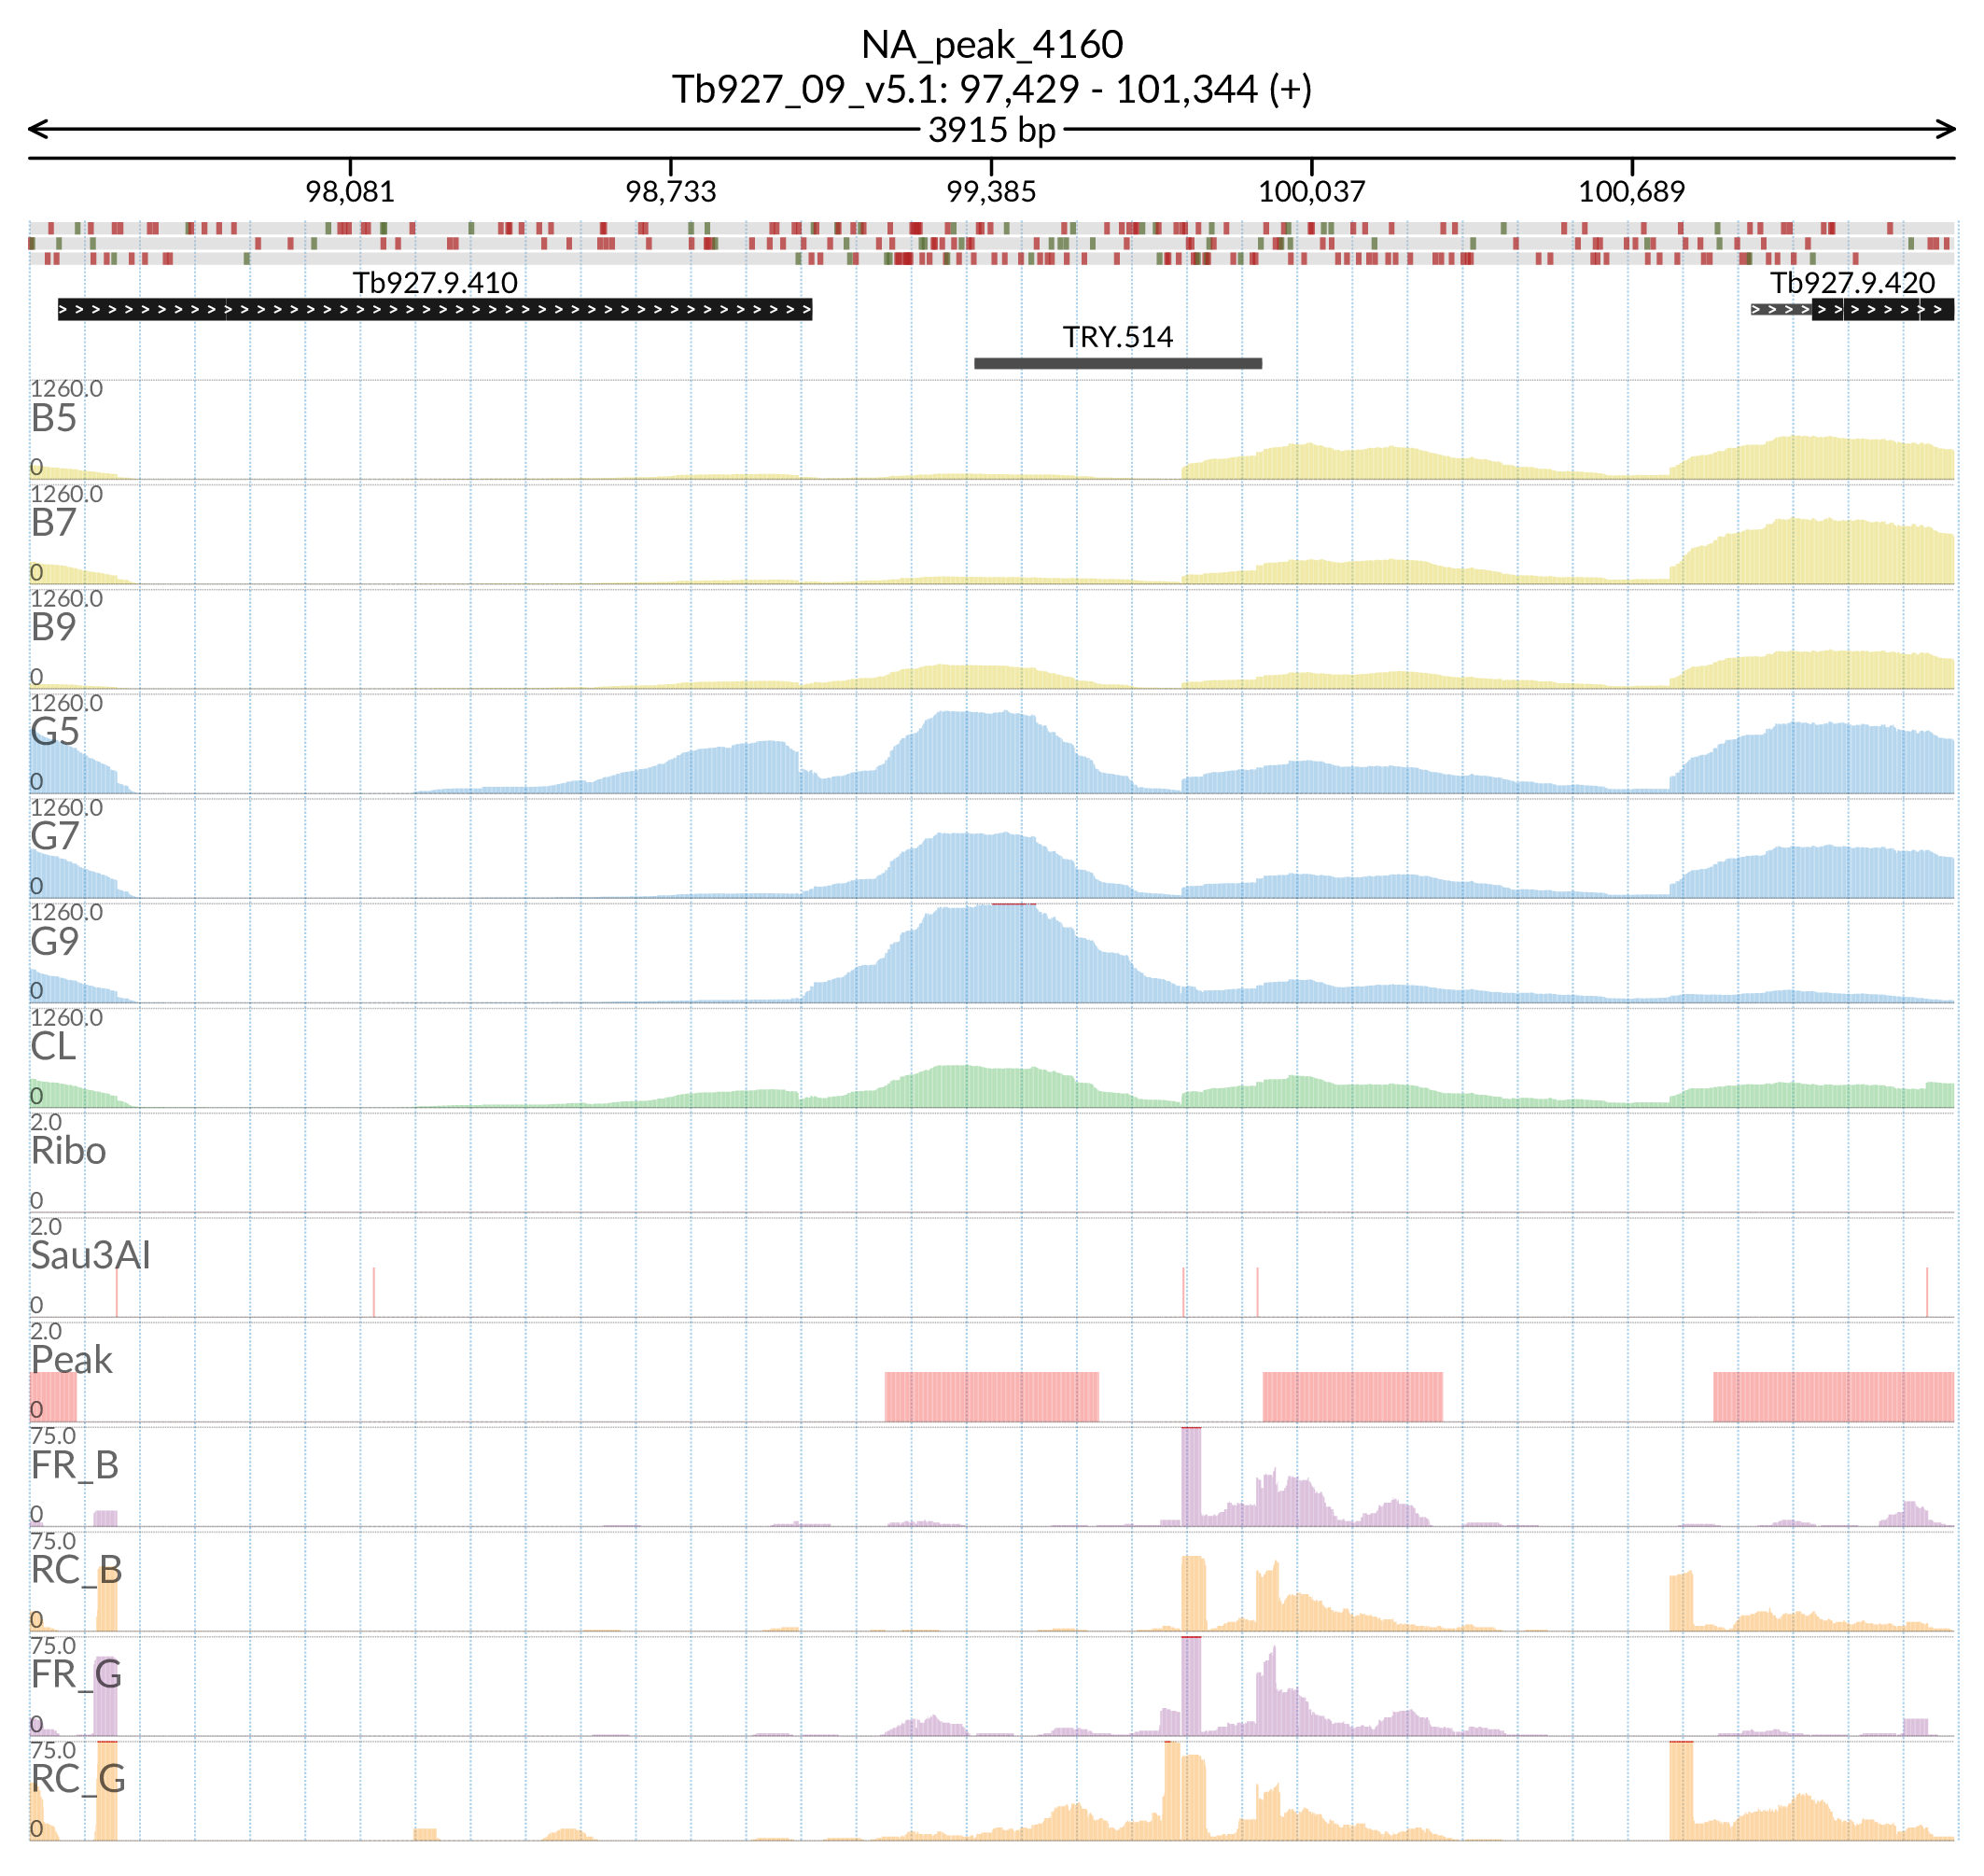 NA_peak_4160
Tb927_09_v5.1: 97,429 - 101,344 (+)
3915 bp
98,081 98,733 99,385 100,037 100,689
Tb927.9.410 Tb927.9.420
TRY.514
1260.0
B5
0
1260.0
B7
0
1260.0
B9
0
1260.0
G5
0
1260.0
G7
0
1260.0
G9
0
1260.0
CL
0
2.0
Ribo
0
2.0
Sau3AI
0
2.0
Peak
0
75.0
FR_B
0
75.0
RC_B
0
75.0
FR_G
0
75.0
RC_G
0